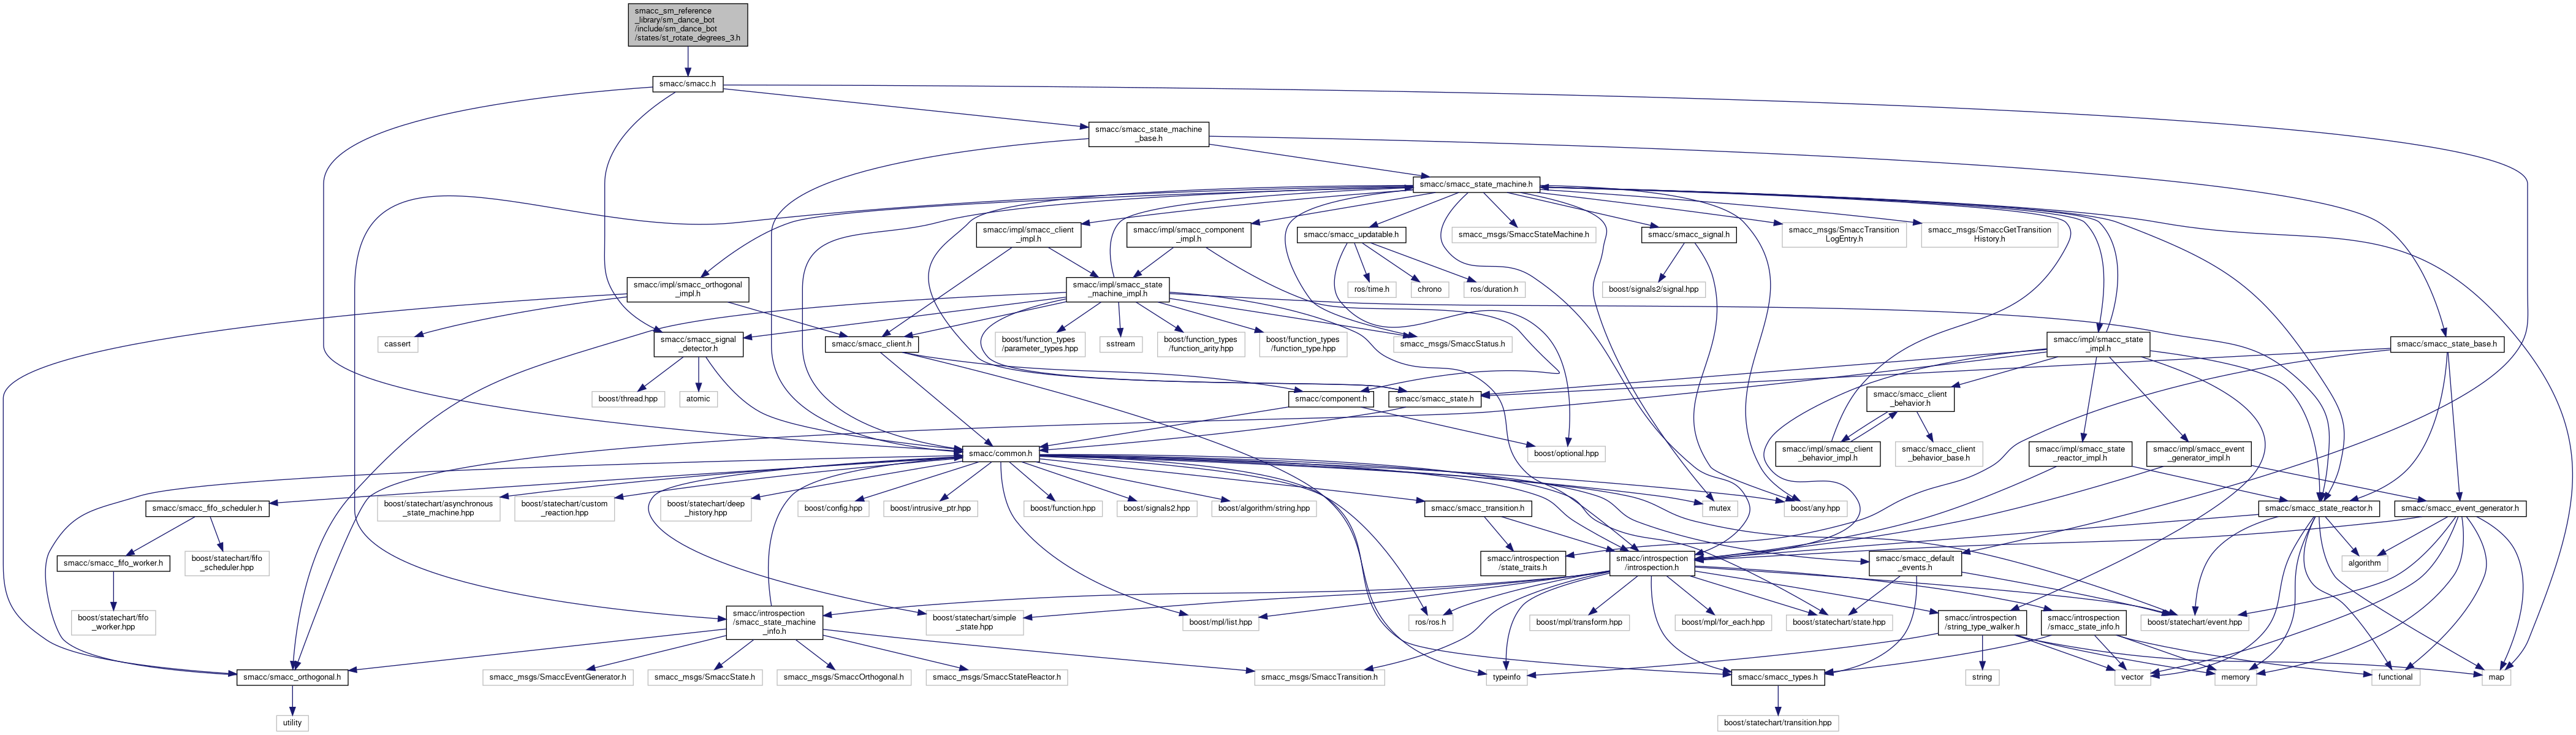 smacc_sm_reference
_library/sm_dance_bot
/include/sm_dance_bot
/states/st_rotate_degrees_3.h
smacc/smacc.h
smacc/smacc_state_machine
_base.h
smacc/smacc_state_machine.h
smacc/impl/smacc_client
_impl.h
smacc/impl/smacc_component
_impl.h
smacc/smacc_updatable.h
smacc_msgs/SmaccStateMachine.h
smacc/smacc_signal.h
smacc_msgs/SmaccTransition
LogEntry.h
smacc_msgs/SmaccGetTransition
History.h
smacc/impl/smacc_orthogonal
_impl.h
smacc/impl/smacc_state
_machine_impl.h
ros/time.h
chrono
ros/duration.h
boost/signals2/signal.hpp
cassert
smacc/smacc_signal
_detector.h
smacc/smacc_client.h
boost/function_types
/parameter_types.hpp
sstream
boost/function_types
/function_arity.hpp
boost/function_types
/function_type.hpp
smacc_msgs/SmaccStatus.h
smacc/impl/smacc_state
_impl.h
smacc/smacc_state_base.h
boost/thread.hpp
atomic
smacc/component.h
smacc/smacc_state.h
smacc/smacc_client
_behavior.h
smacc/common.h
boost/optional.hpp
smacc/impl/smacc_client
_behavior_impl.h
smacc/smacc_client
_behavior_base.h
smacc/impl/smacc_state
_reactor_impl.h
smacc/impl/smacc_event
_generator_impl.h
smacc/smacc_fifo_scheduler.h
boost/statechart/asynchronous
_state_machine.hpp
boost/statechart/custom
_reaction.hpp
boost/statechart/deep
_history.hpp
boost/config.hpp
boost/intrusive_ptr.hpp
boost/function.hpp
boost/signals2.hpp
boost/algorithm/string.hpp
smacc/smacc_transition.h
mutex
boost/any.hpp
smacc/smacc_state_reactor.h
smacc/smacc_event_generator.h
smacc/smacc_fifo_worker.h
boost/statechart/fifo
_scheduler.hpp
smacc/introspection
/state_traits.h
smacc/introspection
/introspection.h
smacc/smacc_default
_events.h
algorithm
boost/statechart/fifo
_worker.hpp
smacc/introspection
/smacc_state_machine
_info.h
boost/statechart/simple
_state.hpp
boost/mpl/list.hpp
ros/ros.h
boost/mpl/transform.hpp
boost/mpl/for_each.hpp
boost/statechart/state.hpp
smacc/introspection
/string_type_walker.h
smacc/introspection
/smacc_state_info.h
boost/statechart/event.hpp
smacc/smacc_orthogonal.h
smacc_msgs/SmaccEventGenerator.h
smacc_msgs/SmaccState.h
smacc_msgs/SmaccOrthogonal.h
smacc_msgs/SmaccStateReactor.h
smacc_msgs/SmaccTransition.h
typeinfo
smacc/smacc_types.h
string
vector
memory
functional
map
utility
boost/statechart/transition.hpp